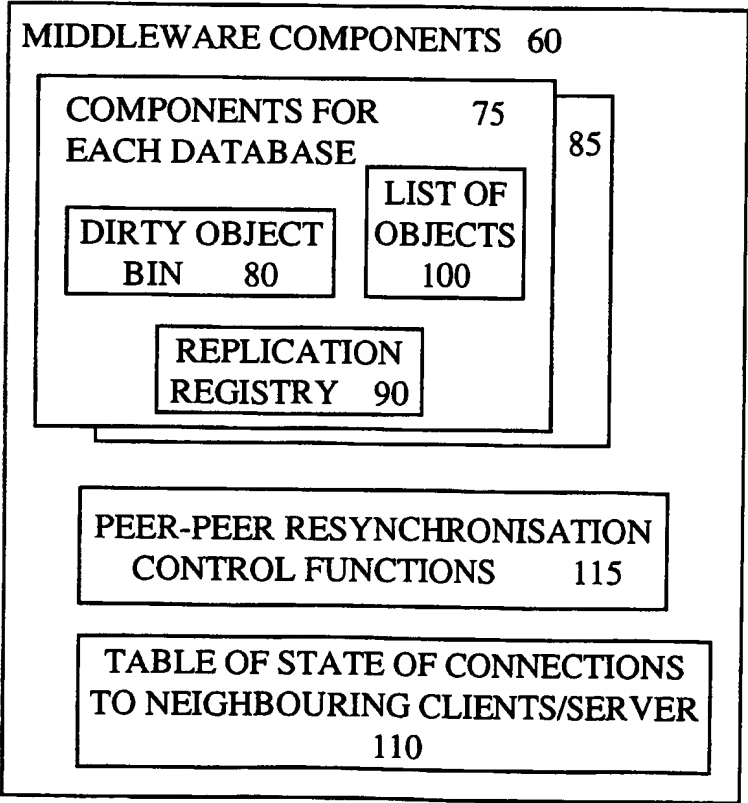 MIDDLEWARE COMPONENTS 60
COMPONENTS FOR 75
EACH DATABASE
85
LIST OF
OBJECTS
100
DIRTY OBJECT
BIN 80
REPLICATION
REGISTRY 90
PEER-PEER RESYNCHRONISATION
CONTROL FUNCTIONS 115
TABLE OF STATE OF CONNECTIONS
TO NEIGHBOURING CLIENTS/SERVER
110